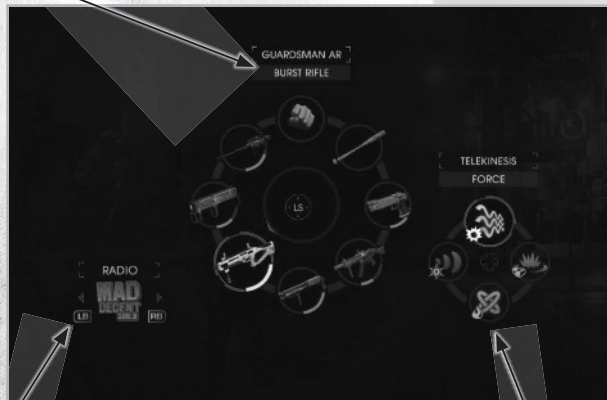 GUARDSMAN AR
BURST RIFLE
TELEKINESIS
FORCE
LS
RADIO
MAD
DECENT
LB
RB